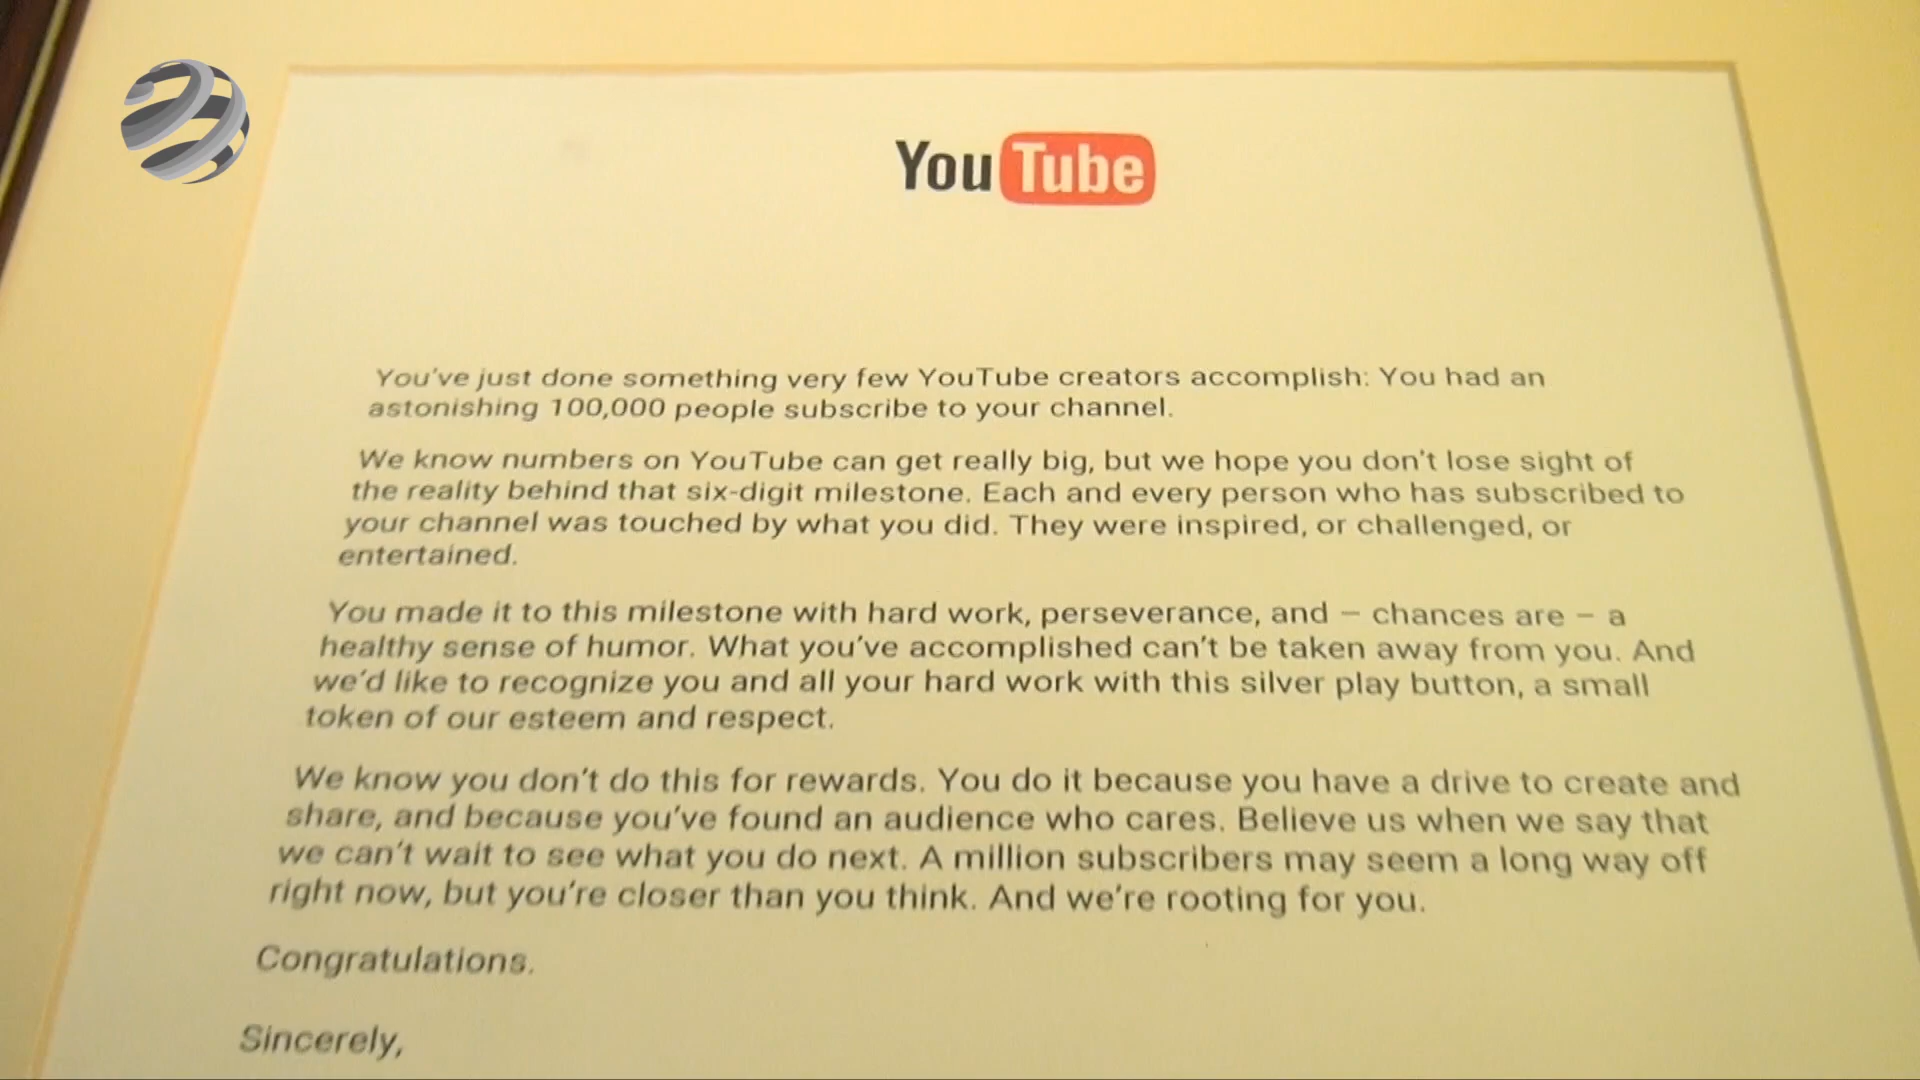 YouTube
You've just done something very few YouTube creators accomplish: You had an
astonishing 100,000 people subscribe to your channel.
We know numbers on YouTube can get really big, but we hope you don't lose sight of
the reality behind that six-digit milestone. Each and every person who has subscribed to
your channel was touched by what you did. They were inspired, or challenged, or
entertained.
You made it to this milestone with hard work, perseverance, and – chances are – a
healthy sense of humor. What you've accomplished can't be taken away from you. And
we'd like to recognize you and all your hard work with this silver play button, a small
token of our esteem and respect.
We know you don't do this for rewards. You do it because you have a drive to create and
share, and because you've found an audience who cares. Believe us when we say that
we can't wait to see what you do next. A million subscribers may seem a long way off
right now, but you're closer than you think. And we're rooting for you.
Congratulations.
Sincerely,